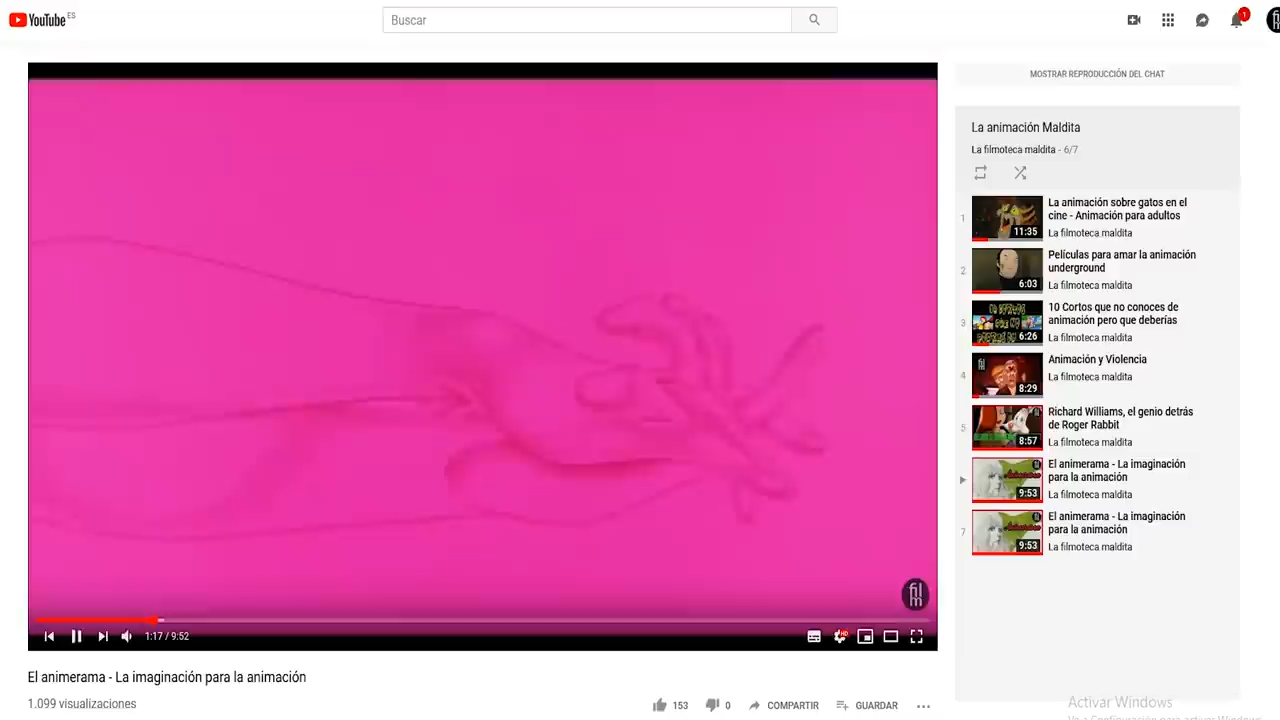 YouTube ES
Buscar
1
MOSTRAR REPRODUCCIÓN DEL CHAT
La animación Maldita
La filmoteca maldita - 6/7
1
11:35
La animación sobre gatos en el
cine - Animación para adultos
La filmoteca maldita
2
6:03
Películas para amar la animación
underground
La filmoteca maldita
3
6:26
10 Cortos que no conoces de
animación pero que deberías
La filmoteca maldita
4
8:29
Animación y Violencia
La filmoteca maldita
5
8:57
Richard Williams, el genio detrás
de Roger Rabbit
La filmoteca maldita
9:53
El animerama - La imaginación
para la animación
La filmoteca maldita
7
9:53
El animerama - La imaginación
para la animación
La filmoteca maldita
film
1:17 / 9:52
HD
El animerama - La imaginación para la animación
1.099 visualizaciones
153
0
COMPARTIR
GUARDAR
Activar Windows